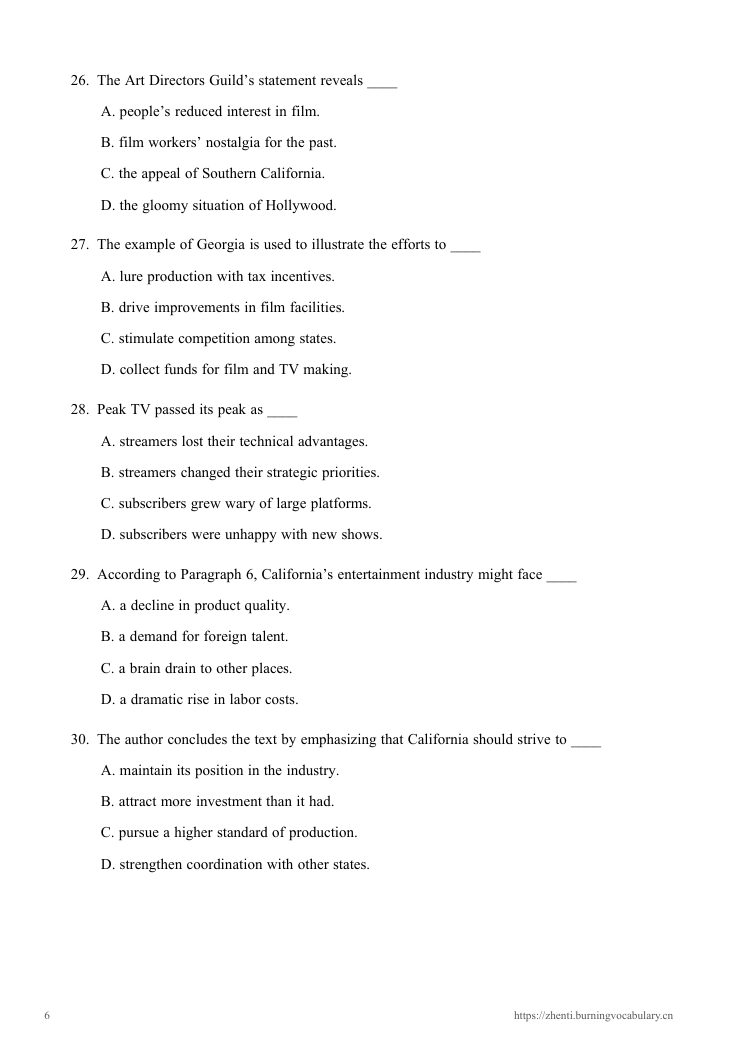 26. The Art Directors Guild’s statement reveals ____
A. people’s reduced interest in film.
B. film workers’ nostalgia for the past.
C. the appeal of Southern California.
D. the gloomy situation of Hollywood.
27. The example of Georgia is used to illustrate the efforts to ____
A. lure production with tax incentives.
B. drive improvements in film facilities.
C. stimulate competition among states.
D. collect funds for film and TV making.
28. Peak TV passed its peak as ____
A. streamers lost their technical advantages.
B. streamers changed their strategic priorities.
C. subscribers grew wary of large platforms.
D. subscribers were unhappy with new shows.
29. According to Paragraph 6, California’s entertainment industry might face ____
A. a decline in product quality.
B. a demand for foreign talent.
C. a brain drain to other places.
D. a dramatic rise in labor costs.
30. The author concludes the text by emphasizing that California should strive to ____
A. maintain its position in the industry.
B. attract more investment than it had.
C. pursue a higher standard of production.
D. strengthen coordination with other states.
6 https://zhenti.burningvocabulary.cn